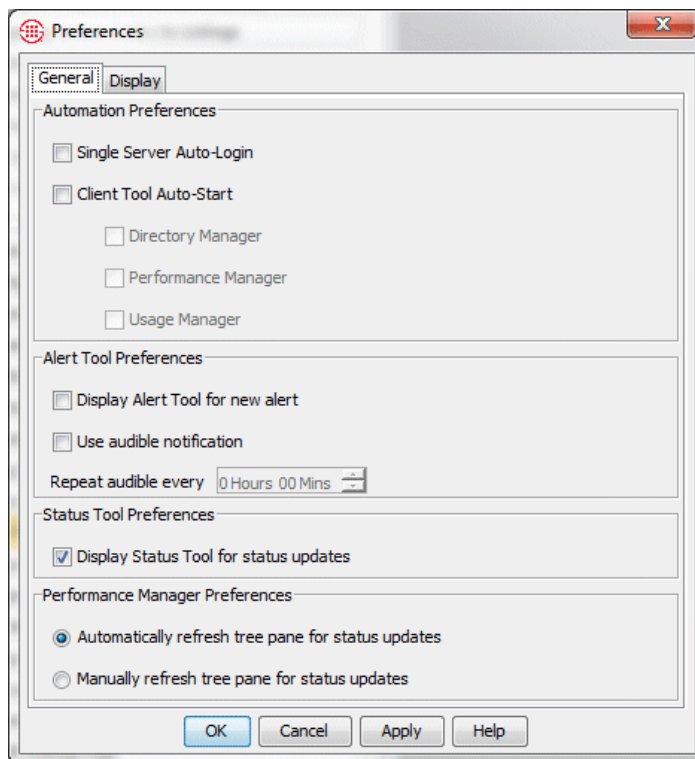 Preferences
General
Display
Automation Preferences
Single Server Auto-Login
Client Tool Auto-Start
Directory Manager
Performance Manager
Usage Manager
Alert Tool Preferences
Display Alert Tool for new alert
Use audible notification
Repeat audible every 0 Hours 00 Mins
Status Tool Preferences
Display Status Tool for status updates
Performance Manager Preferences
Automatically refresh tree pane for status updates
Manually refresh tree pane for status updates
OK Cancel Apply Help